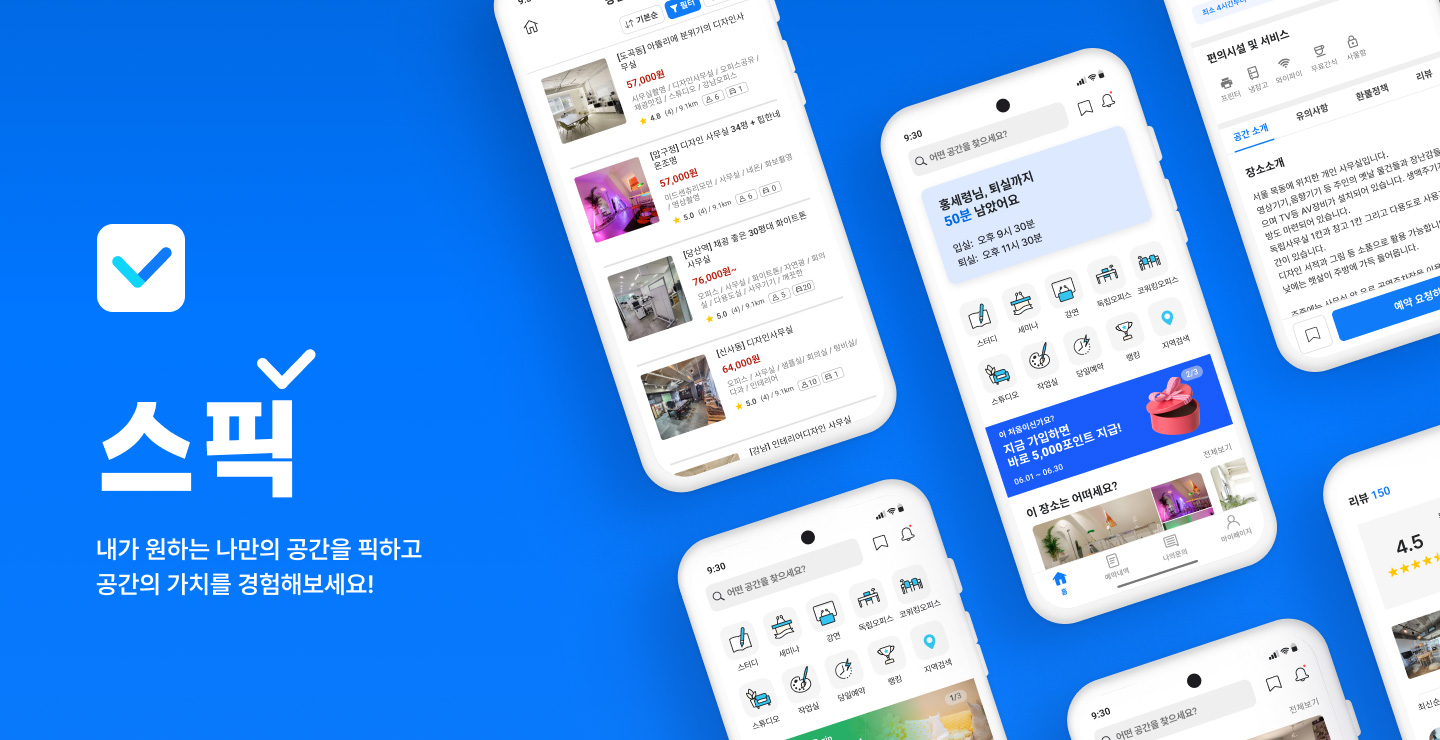 스픽
내가 원하는 나만의 공간을 픽하고
공간의 가치를 경험해보세요!
기본순
필터
[도곡동] 아뜰리에 분위기의 디자인사
무실
57,000원
사무실촬영 / 디자인사무실 / 오피스공유 /
채광맛집 / 스튜디오 / 강남오피스
4.8 (4) / 9.1km 6 1
[압구정] 디자인 사무실 34평 + 힙한네
온조명
57,000원
미드센츄리모던 / 사무실 / 네온/ 화보촬영
/ 영상촬영
5.0 (4) / 9.1km 6 0
[당산역] 채광 좋은 30평대 화이트톤
사무실
76,000원~
오피스 / 사무실 / 화이트톤/ 자연광 / 회의
실 / 다용도실 / 사무기기 / 깨끗한
5.0 (4) / 9.1km 5 20
[신사동] 디자인사무실
64,000원
오피스 / 사무실 / 샘플실/ 회의실 / 탕비실/
다과 / 인테리어
5.0 (4) / 9.1km 10 1
[강남] 인테리어디자인 사무실
9:30
어떤 공간을 찾으세요?
홍세령님, 퇴실까지
50분 남았어요
입실: 오후 9시 30분
퇴실: 오후 11시 30분
스터디
세미나
강연
독립오피스
코워킹오피스
스튜디오
작업실
당일예약
랭킹
지역검색
2/3
이 처음이신가요?
지금 가입하면
바로 5,000포인트 지급!
06.01 ~ 06.30
이 장소는 어떠세요?
전체보기
홈
예약내역
나의문의
마이페이지
최소 4시간부터
편의시설 및 서비스
프린터
냉장고
와이파이
무료간식
사물함
공간 소개
유의사항
환불정책
리뷰
장소소개
서울 목동에 위치한 개인 사무실입니다.
영상기기,음향기기 등 주인의 옛날 물건들과 장난감들
으며 TV등 AV장비가 설치되어 있습니다. 생맥주기
방도 마련되어 있습니다.
독립사무실 1칸과 창고 1칸 그리고 다용도로 사용
간이 있습니다.
디자인 서적과 그림 등 소품으로 활용 가능합니
낮에는 햇살이 주방에 가득 들어옵니다.
예약 요청하
9:30
어떤 공간을 찾으세요?
스터디
세미나
강연
독립오피스
코워킹오피스
스튜디오
작업실
당일예약
랭킹
지역검색
1/3
9:30
어떤 공간을 찾으세요?
전체보기
리뷰 150
4.5
최신순